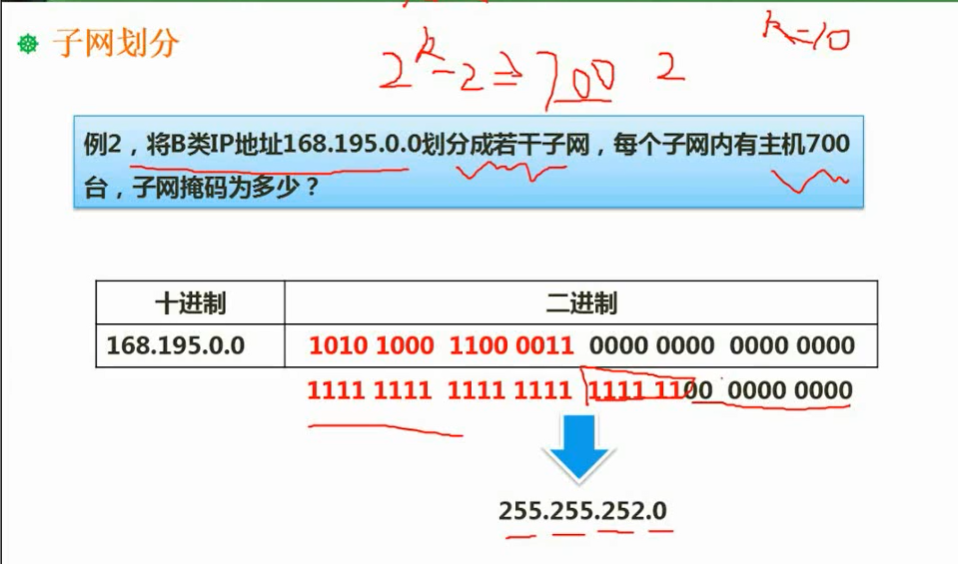 子网划分
2^k-2=>700 2
k=10
例2，将B类IP地址168.195.0.0划分成若干子网，每个子网内有主机700
台，子网掩码为多少？
十进制 二进制
168.195.0.0 1010 1000 1100 0011 0000 0000 0000 0000
1111 1111 1111 1111 1111 1100 0000 0000
255.255.252.0